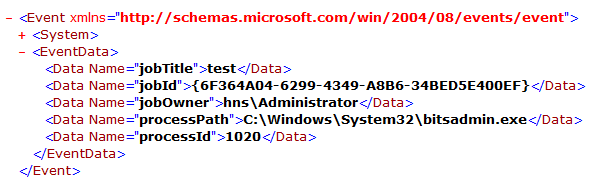 - <Event xmlns="http://schemas.microsoft.com/win/2004/08/events/event">
+ <System>
- <EventData>
<Data Name="jobTitle">test</Data>
<Data Name="jobId">{6F364A04-6299-4349-A8B6-34BED5E400EF}</Data>
<Data Name="jobOwner">hns\Administrator</Data>
<Data Name="processPath">C:\Windows\System32\bitsadmin.exe</Data>
<Data Name="processId">1020</Data>
</EventData>
</Event>